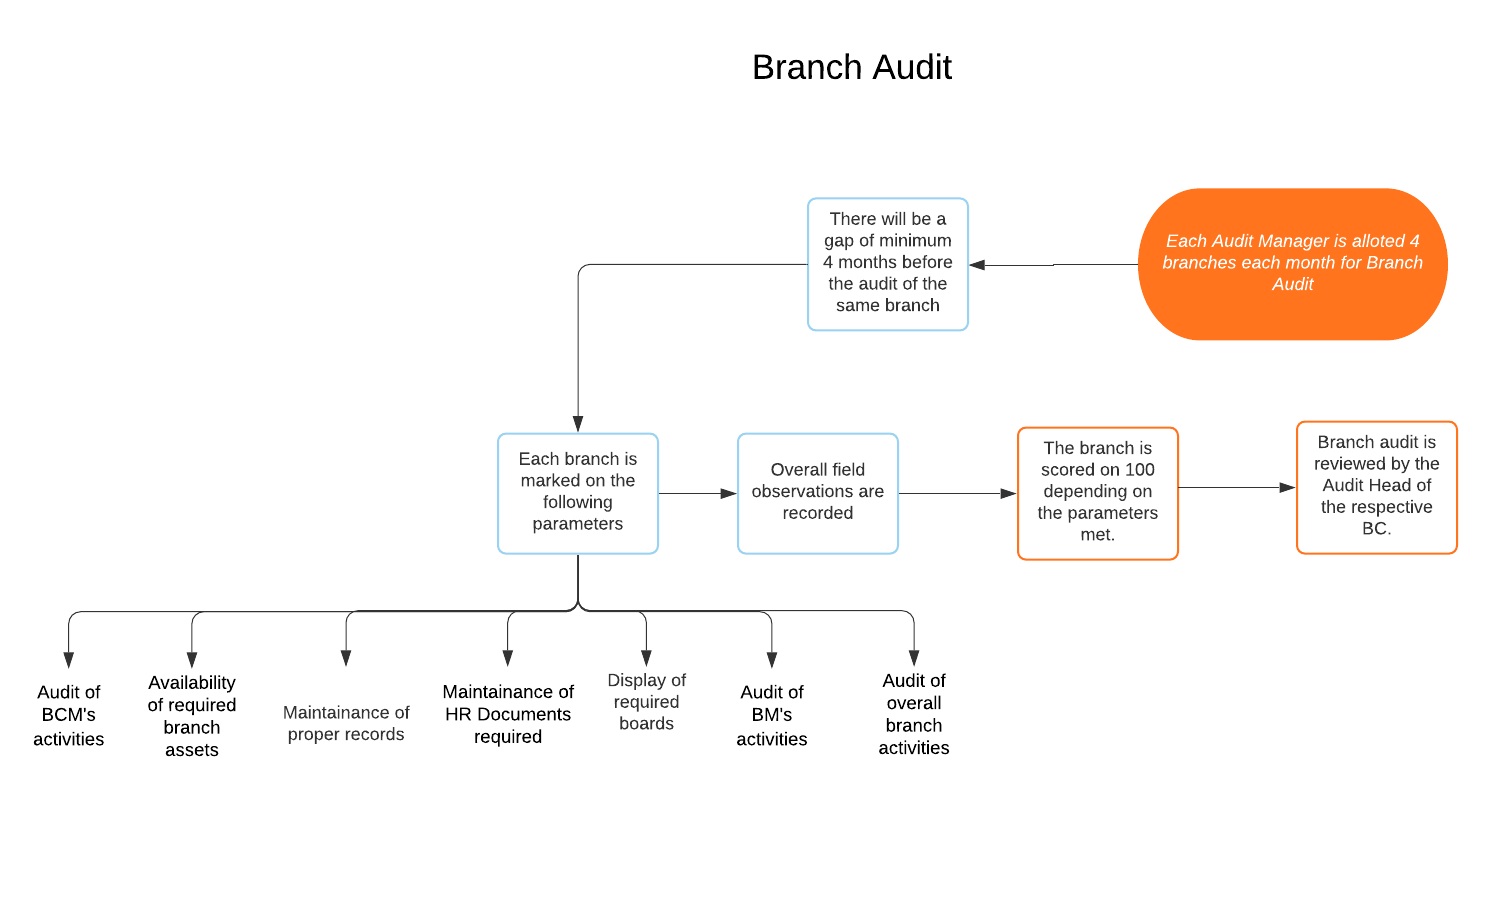 Branch Audit
Each Audit Manager is alloted 4
branches each month for Branch
Audit
There will be a
gap of minimum
4 months before
the audit of the
same branch
Each branch is
marked on the
following
parameters
Overall field
observations are
recorded
The branch is
scored on 100
depending on
the parameters
met.
Branch audit is
reviewed by the
Audit Head of
the respective
BC.
Audit of
BCM's
activities
Availability
of required
branch
assets
Maintainance of
proper records
Maintainance of
HR Documents
required
Display of
required
boards
Audit of
BM's
activities
Audit of
overall
branch
activities